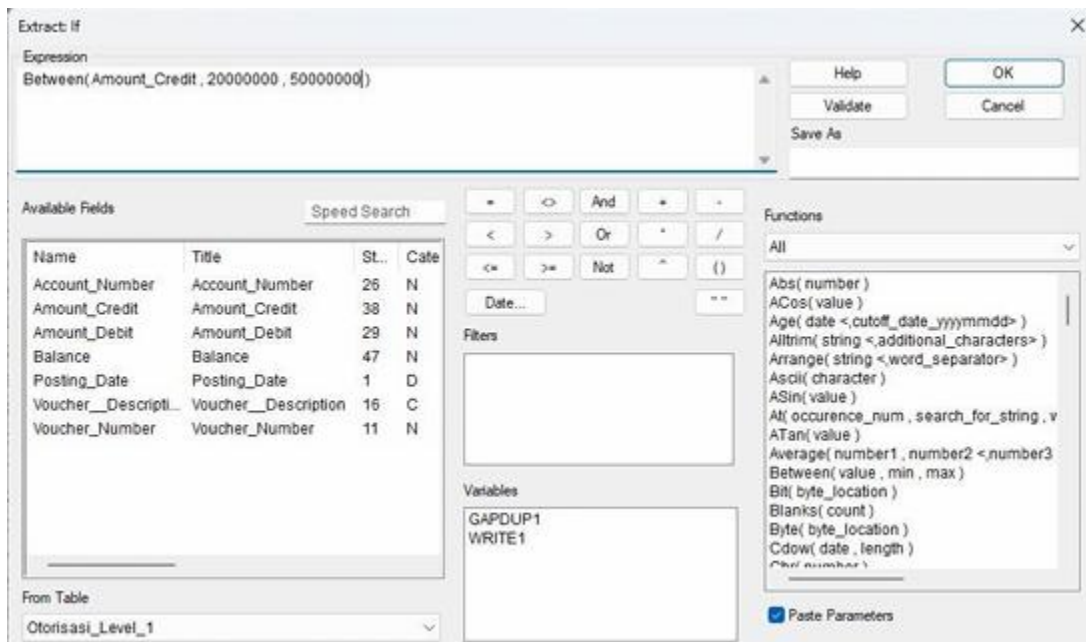 Extract: If
Expression
Between( Amount_Credit , 20000000 , 50000000)
Help
OK
Validate
Cancel
Save As
Available Fields
Speed Search
Name Title St... Cate
Account_Number Account_Number 26 N
Amount_Credit Amount_Credit 38 N
Amount_Debit Amount_Debit 29 N
Balance Balance 47 N
Posting_Date Posting_Date 1 D
Voucher__Descripti... Voucher__Description 16 C
Voucher_Number Voucher_Number 11 N
From Table
Otorisasi_Level_1
= <> And + -
< > Or * /
<= >= Not ^ ()
Date... " "
Filters
Variables
GAPDUP1
WRITE1
Functions
All
Abs( number )
ACos( value )
Age( date <,cutoff_date_yyyymmdd> )
Alltrim( string <,additional_characters> )
Arrange( string <,word_separator> )
Ascii( character )
ASin( value )
At( occurence_num , search_for_string , w
ATan( value )
Average( number1 , number2 <,number3
Between( value , min , max )
Bit( byte_location )
Blanks( count )
Byte( byte_location )
Cdow( date , length )
Chr( number )
Paste Parameters